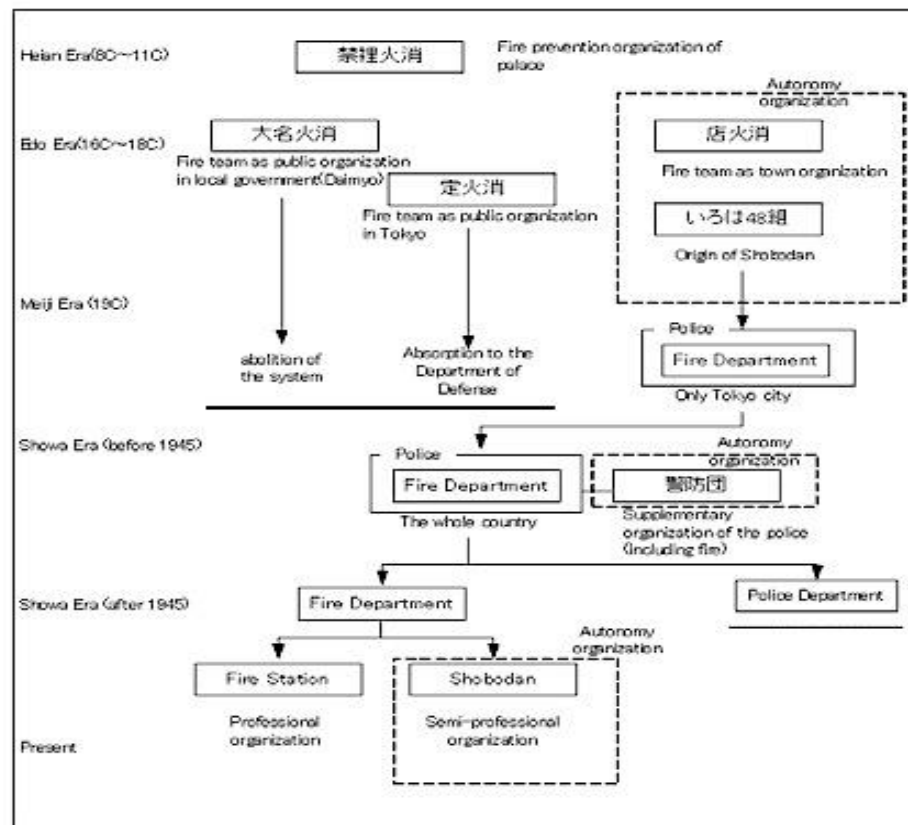 Heian Era(8C～11C)
禁裡火消
Fire prevention organization of
palace
Autonomy
organization
Edo Era(16C～18C)
大名火消
Fire team as public organization
in local government(Daimyo)
定火消
Fire team as public organization
in Tokyo
店火消
Fire team as town organization
いろは48組
Origin of Shobodan
Meiji Era (19C)
abolition of
the system
Absorption to the
Department of
Defense
Police
Fire Department
Only Tokyo city
Showa Era (before 1945)
Police
Fire Department
The whole country
Autonomy
organization
警防団
Supplementary
organization of the police
(including fire)
Showa Era (after 1945)
Fire Department
Police Department
Autonomy
organization
Fire Station
Shobodan
Professional
organization
Semi-professional
organization
Present